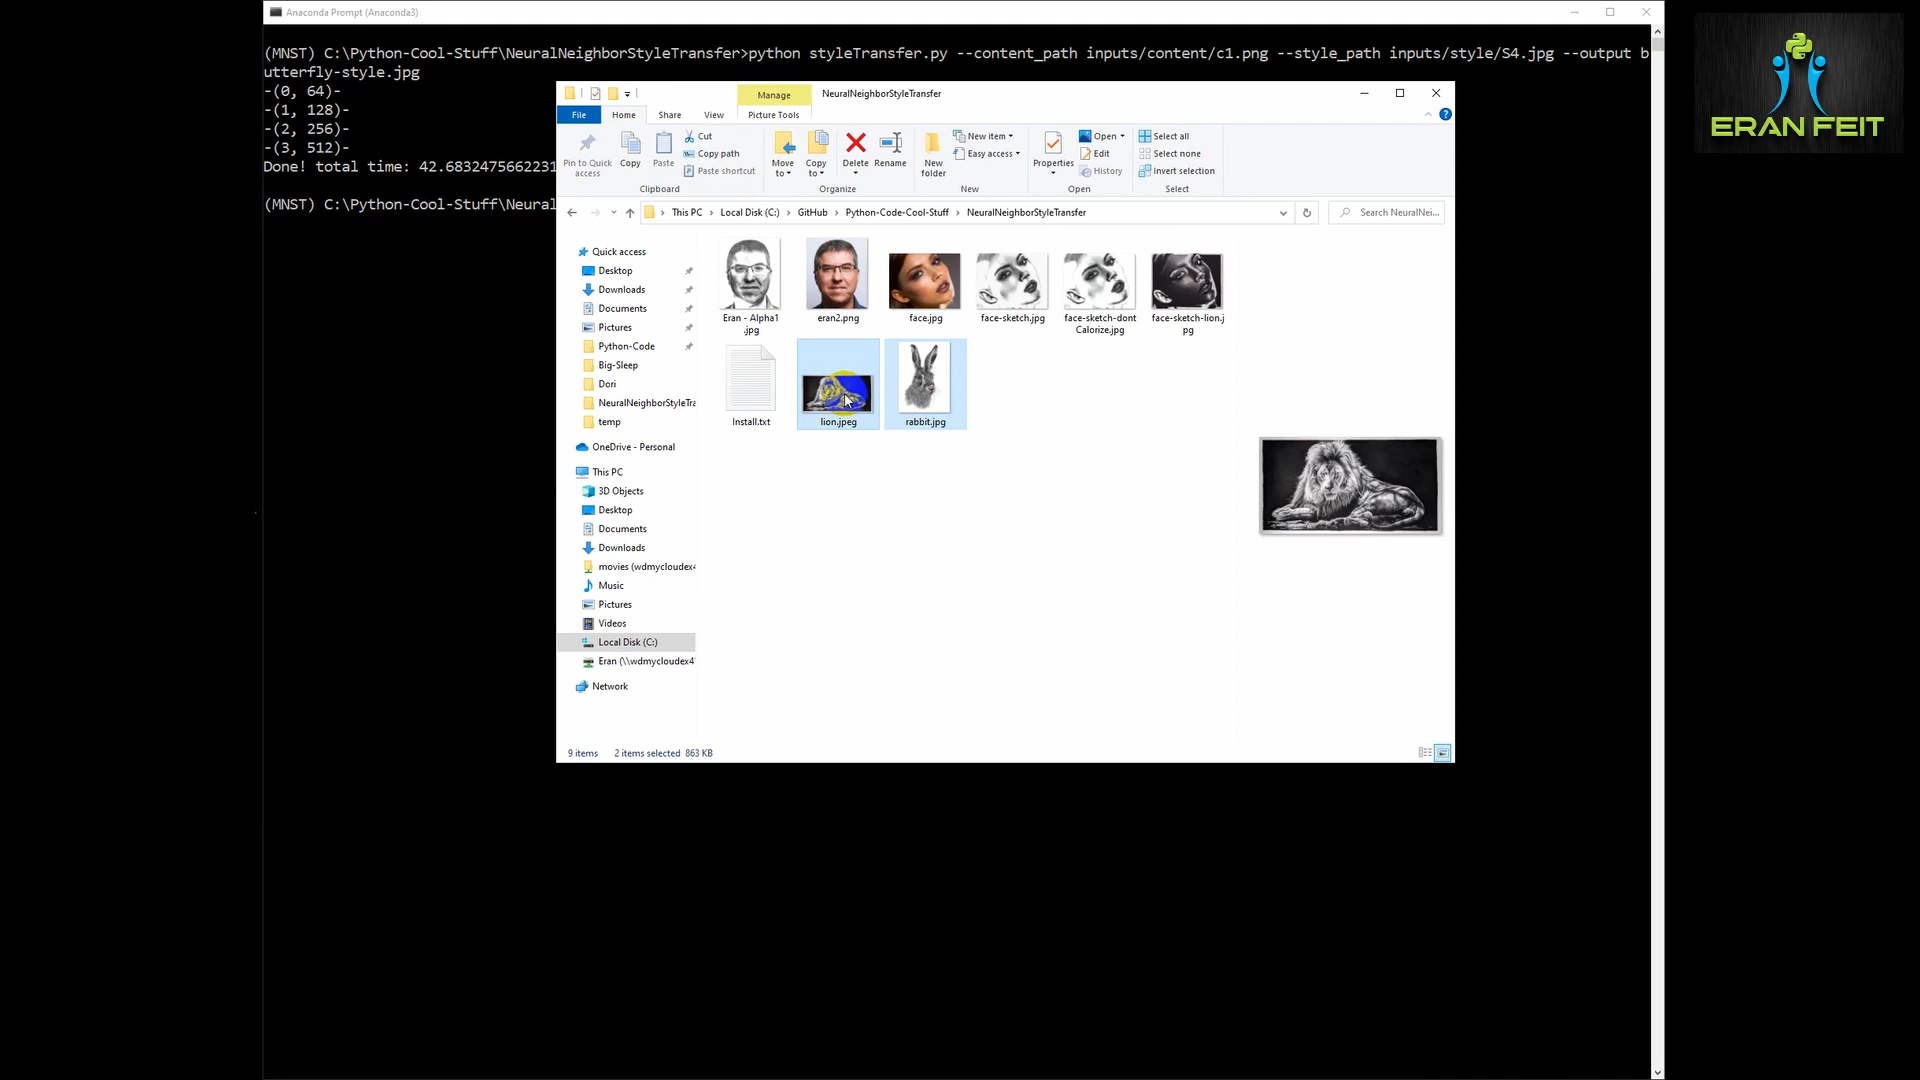 Anaconda Prompt (Anaconda3)
(MNST) C:\Python-Cool-Stuff\NeuralNeighborStyleTransfer>python styleTransfer.py --content_path inputs/content/c1.png --style_path inputs/style/S4.jpg --output b
utterfly-style.jpg
-(0, 64)-
-(1, 128)-
-(2, 256)-
-(3, 512)-
Done! total time: 42.6832475662231
(MNST) C:\Python-Cool-Stuff\Neural
ERAN FEIT
Manage
NeuralNeighborStyleTransfer
File
Home
Share
View
Picture Tools
Pin to Quick
access
Copy
Paste
Cut
Copy path
Paste shortcut
Clipboard
Move
to
Copy
to
Delete
Rename
Organize
New
folder
New item
Easy access
New
Properties
Open
Edit
History
Open
Select all
Select none
Invert selection
Select
This PC > Local Disk (C:) > GitHub > Python-Code-Cool-Stuff > NeuralNeighborStyleTransfer
Search NeuralNei...
Quick access
Desktop
Downloads
Documents
Pictures
Python-Code
Big-Sleep
Dori
NeuralNeighborStyleTra
temp
OneDrive - Personal
This PC
3D Objects
Desktop
Documents
Downloads
movies (wdmycloudex4
Music
Pictures
Videos
Local Disk (C:)
Eran (\\wdmycloudex4
Network
Eran - Alpha1
.jpg
eran2.png
face.jpg
face-sketch.jpg
face-sketch-dont
Calorize.jpg
face-sketch-lion.j
pg
Install.txt
lion.jpeg
rabbit.jpg
9 items
2 items selected 863 KB